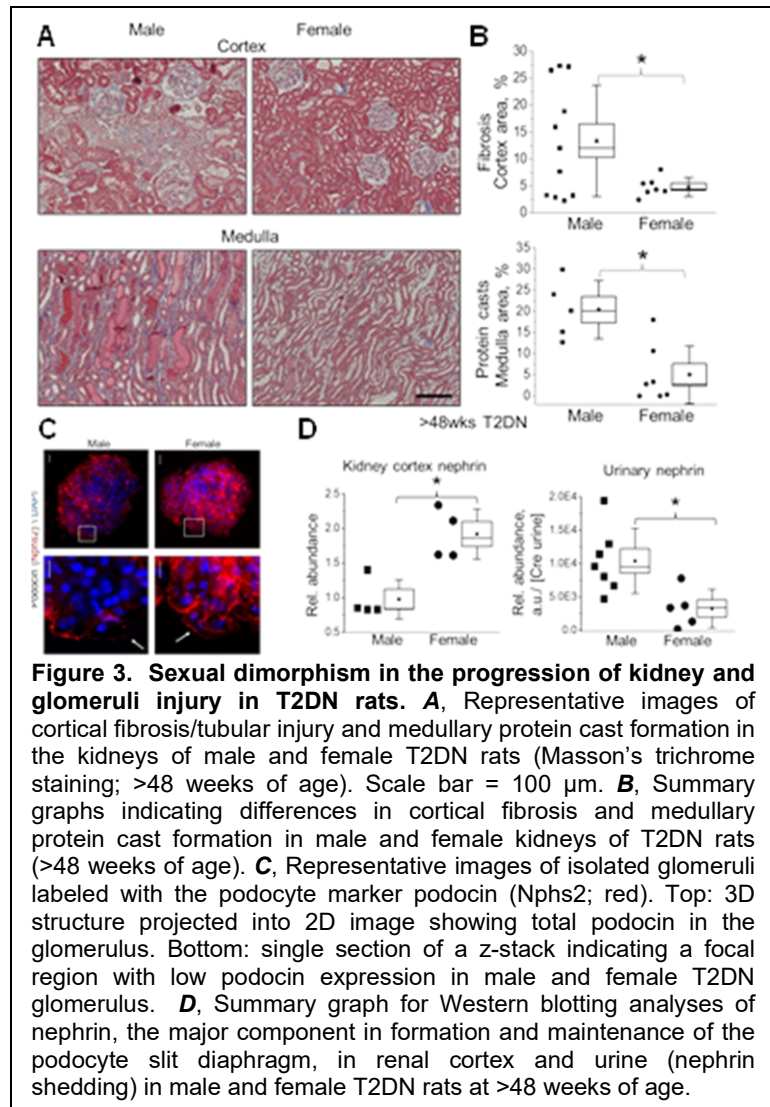 A
Male
Female
Cortex
Medulla
B
Fibrosis
Cortex area, %
30
25
20
15
10
5
0
*
Male
Female
Protein casts
Medulla area, %
35
30
25
20
15
10
5
0
*
Male
Female
>48wks T2DN
C
Male
Female
D
Kidney cortex nephrin
Rel. abundance
2.5
2.0
1.5
1.0
0.5
*
Male
Female
Urinary nephrin
Rel. abundance,
a.u./ [Cre urine]
2.0E4
1.0E4
5.0E3
0.00
*
Male
Female
Figure 3. Sexual dimorphism in the progression of kidney and
glomeruli injury in T2DN rats. A, Representative images of
cortical fibrosis/tubular injury and medullary protein cast formation in
the kidneys of male and female T2DN rats (Masson’s trichrome
staining; >48 weeks of age). Scale bar = 100 µm. B, Summary
graphs indicating differences in cortical fibrosis and medullary
protein cast formation in male and female kidneys of T2DN rats
(>48 weeks of age). C, Representative images of isolated glomeruli
labeled with the podocyte marker podocin (Nphs2; red). Top: 3D
structure projected into 2D image showing total podocin in the
glomerulus. Bottom: single section of a z-stack indicating a focal
region with low podocin expression in male and female T2DN
glomerulus. D, Summary graph for Western blotting analyses of
nephrin, the major component in formation and maintenance of the
podocyte slit diaphragm, in renal cortex and urine (nephrin
shedding) in male and female T2DN rats at >48 weeks of age.